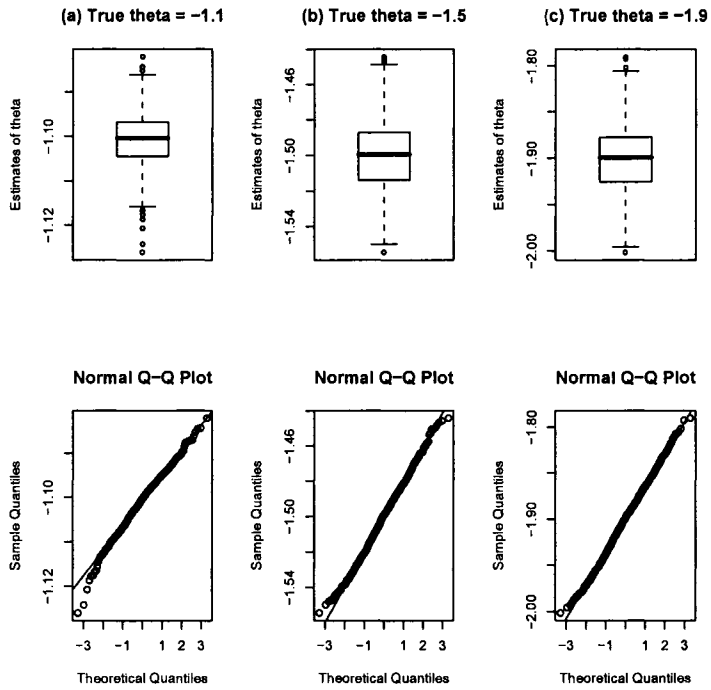 (a) True theta = −1.1
(b) True theta = −1.5
(c) True theta = −1.9
Estimates of theta
−1.10
−1.12
Estimates of theta
−1.46
−1.50
−1.54
Estimates of theta
−1.80
−1.90
−2.00
Normal Q−Q Plot
Normal Q−Q Plot
Normal Q−Q Plot
Sample Quantiles
−1.10
−1.12
Sample Quantiles
−1.46
−1.50
−1.54
Sample Quantiles
−1.80
−1.90
−2.00
−3 −1 1 2 3
−3 −1 1 2 3
−3 −1 1 2 3
Theoretical Quantiles
Theoretical Quantiles
Theoretical Quantiles